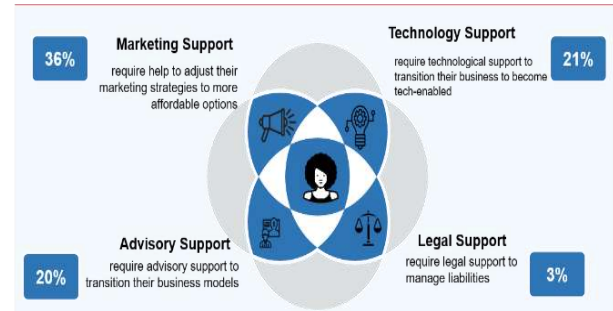 36%
Marketing Support
require help to adjust their
marketing strategies to more
affordable options
Technology Support
require technological support to
transition their business to become
tech-enabled
21%
Advisory Support
require advisory support to
transition their business models
20%
Legal Support
require legal support to
manage liabilities
3%